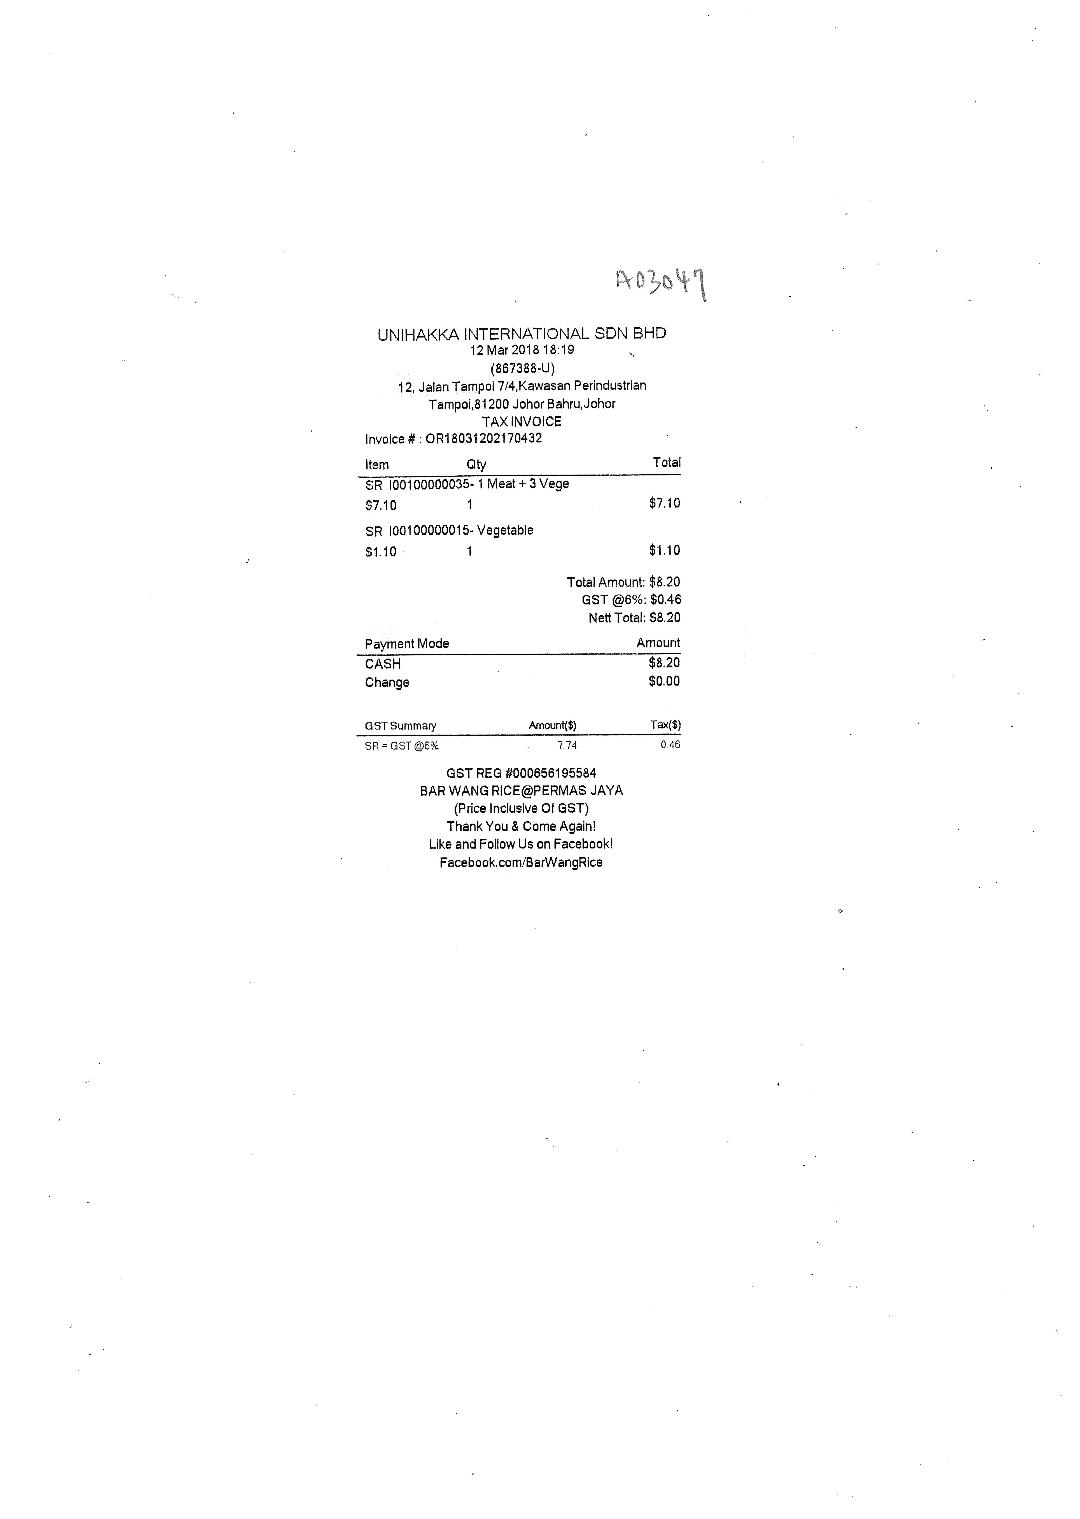 A03047
UNIHAKKA INTERNATIONAL SDN BHD
12 Mar 2018 18:19
(867388-U)
12, Jalan Tampoi 7/4,Kawasan Perindustrian
Tampoi,81200 Johor Bahru,Johor
TAX INVOICE
Invoice # : OR18031202170432
Item Qty Total
SR I00100000035- 1 Meat + 3 Vege
$7.10 1 $7.10
SR I00100000015- Vegetable
$1.10 1 $1.10
Total Amount: $8.20
GST @6%: $0.46
Nett Total: $8.20
Payment Mode Amount
CASH $8.20
Change $0.00
GST Summary Amount($) Tax($)
SR = GST @6% 7.74 0.46
GST REG #000656195584
BAR WANG RICE@PERMAS JAYA
(Price Inclusive Of GST)
Thank You & Come Again!
Like and Follow Us on Facebook!
Facebook.com/BarWangRice